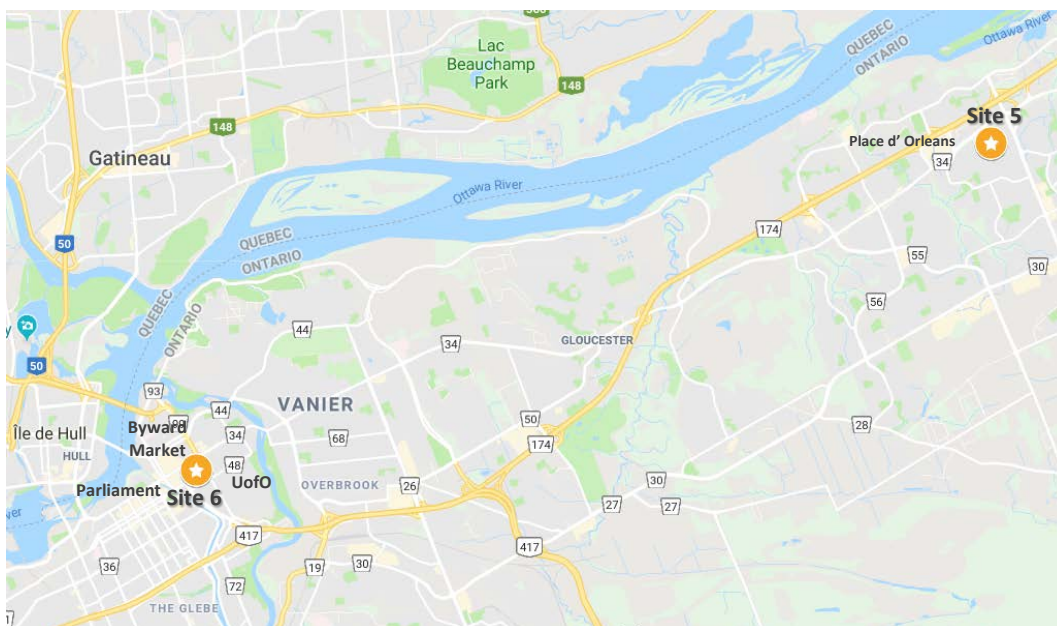 Lac
Beauchamp
Park
148
148
Gatineau
Ottawa River
QUEBEC
ONTARIO
Ottawa River
QUEBEC
ONTARIO
Site 5
Place d' Orleans
34
174
50
55
30
56
QUEBEC
ONTARIO
44
34
GLOUCESTER
y
50
93
44
VANIER
50
28
Byward
Market
34
68
174
Île de Hull
HULL
48
UofO
Parliament
Site 6
OVERBROOK
26
30
27
27
ver
417
417
36
19
30
72
THE GLEBE